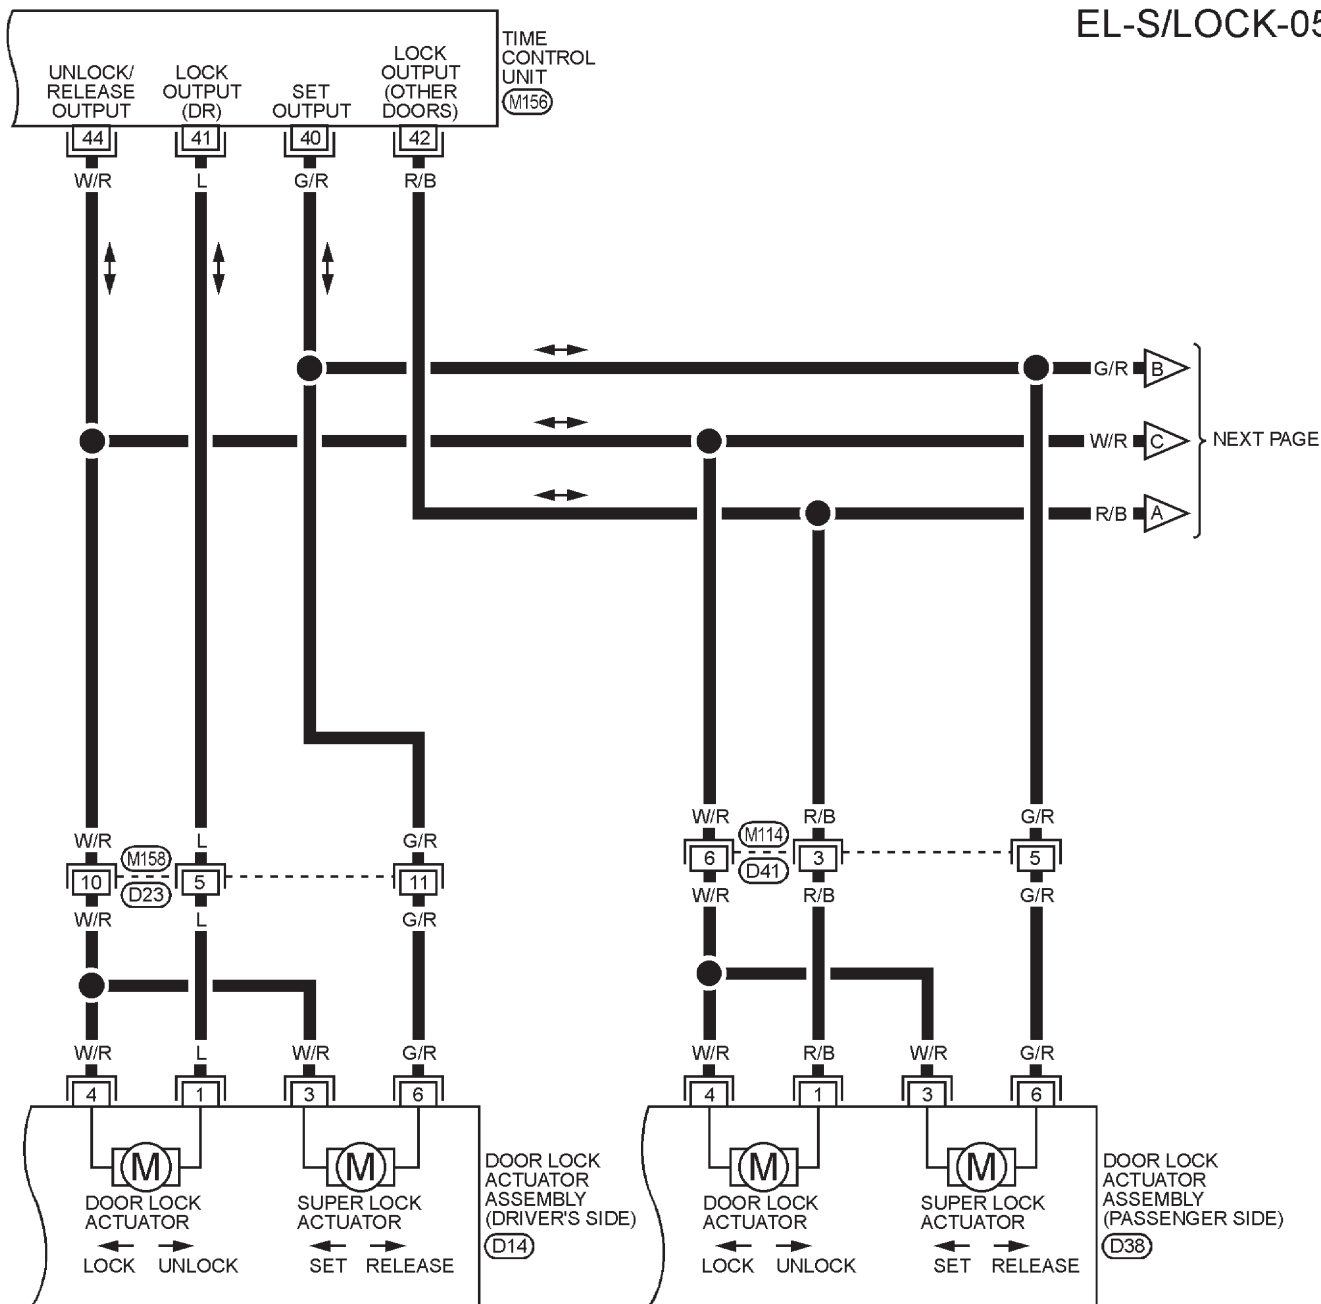 EL-S/LOCK-05
TIME
CONTROL
UNIT
M156
UNLOCK/
RELEASE
OUTPUT
LOCK
OUTPUT
(DR)
SET
OUTPUT
LOCK
OUTPUT
(OTHER
DOORS)
44 41 40 42
W/R L G/R R/B
G/R B
W/R C NEXT PAGE
R/B A
W/R R/B G/R
6 M114 3 5
D41
W/R R/B G/R
W/R L G/R
10 M158 5 11
D23
W/R L G/R
W/R L W/R G/R
4 1 3 6
W/R R/B W/R G/R
4 1 3 6
M M
DOOR LOCK
ACTUATOR
LOCK UNLOCK
SUPER LOCK
ACTUATOR
SET RELEASE
DOOR LOCK
ACTUATOR
ASSEMBLY
(DRIVER'S SIDE)
D14
M M
DOOR LOCK
ACTUATOR
LOCK UNLOCK
SUPER LOCK
ACTUATOR
SET RELEASE
DOOR LOCK
ACTUATOR
ASSEMBLY
(PASSENGER SIDE)
D38